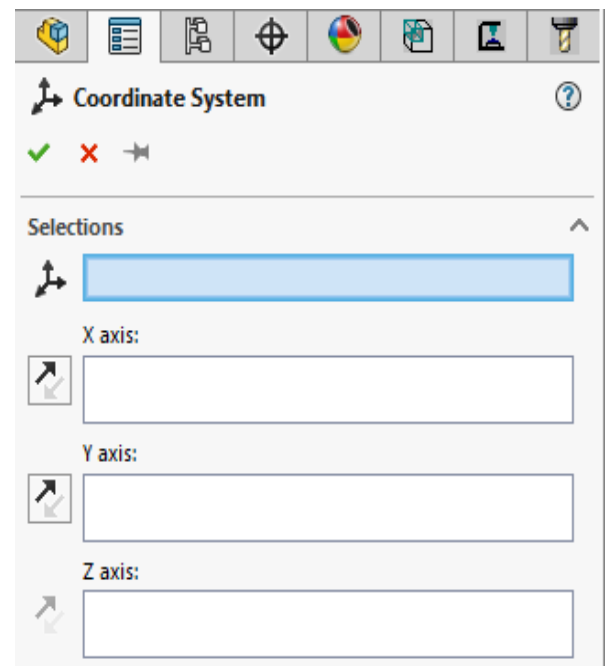 Coordinate System
?
Selections
X axis:
Y axis:
Z axis: